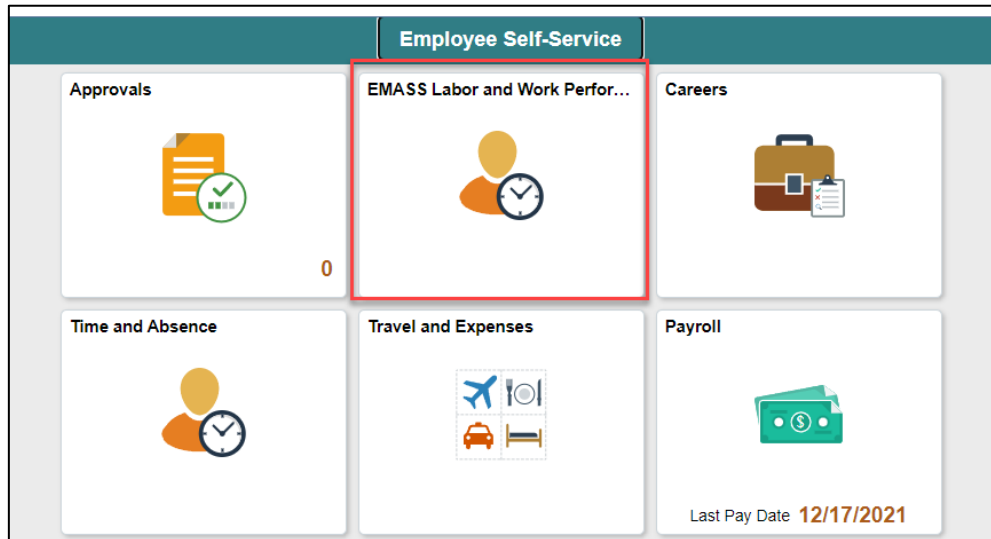 Employee Self-Service
Approvals
EMASS Labor and Work Perfor...
Careers
0
Time and Absence
Travel and Expenses
Payroll
Last Pay Date 12/17/2021